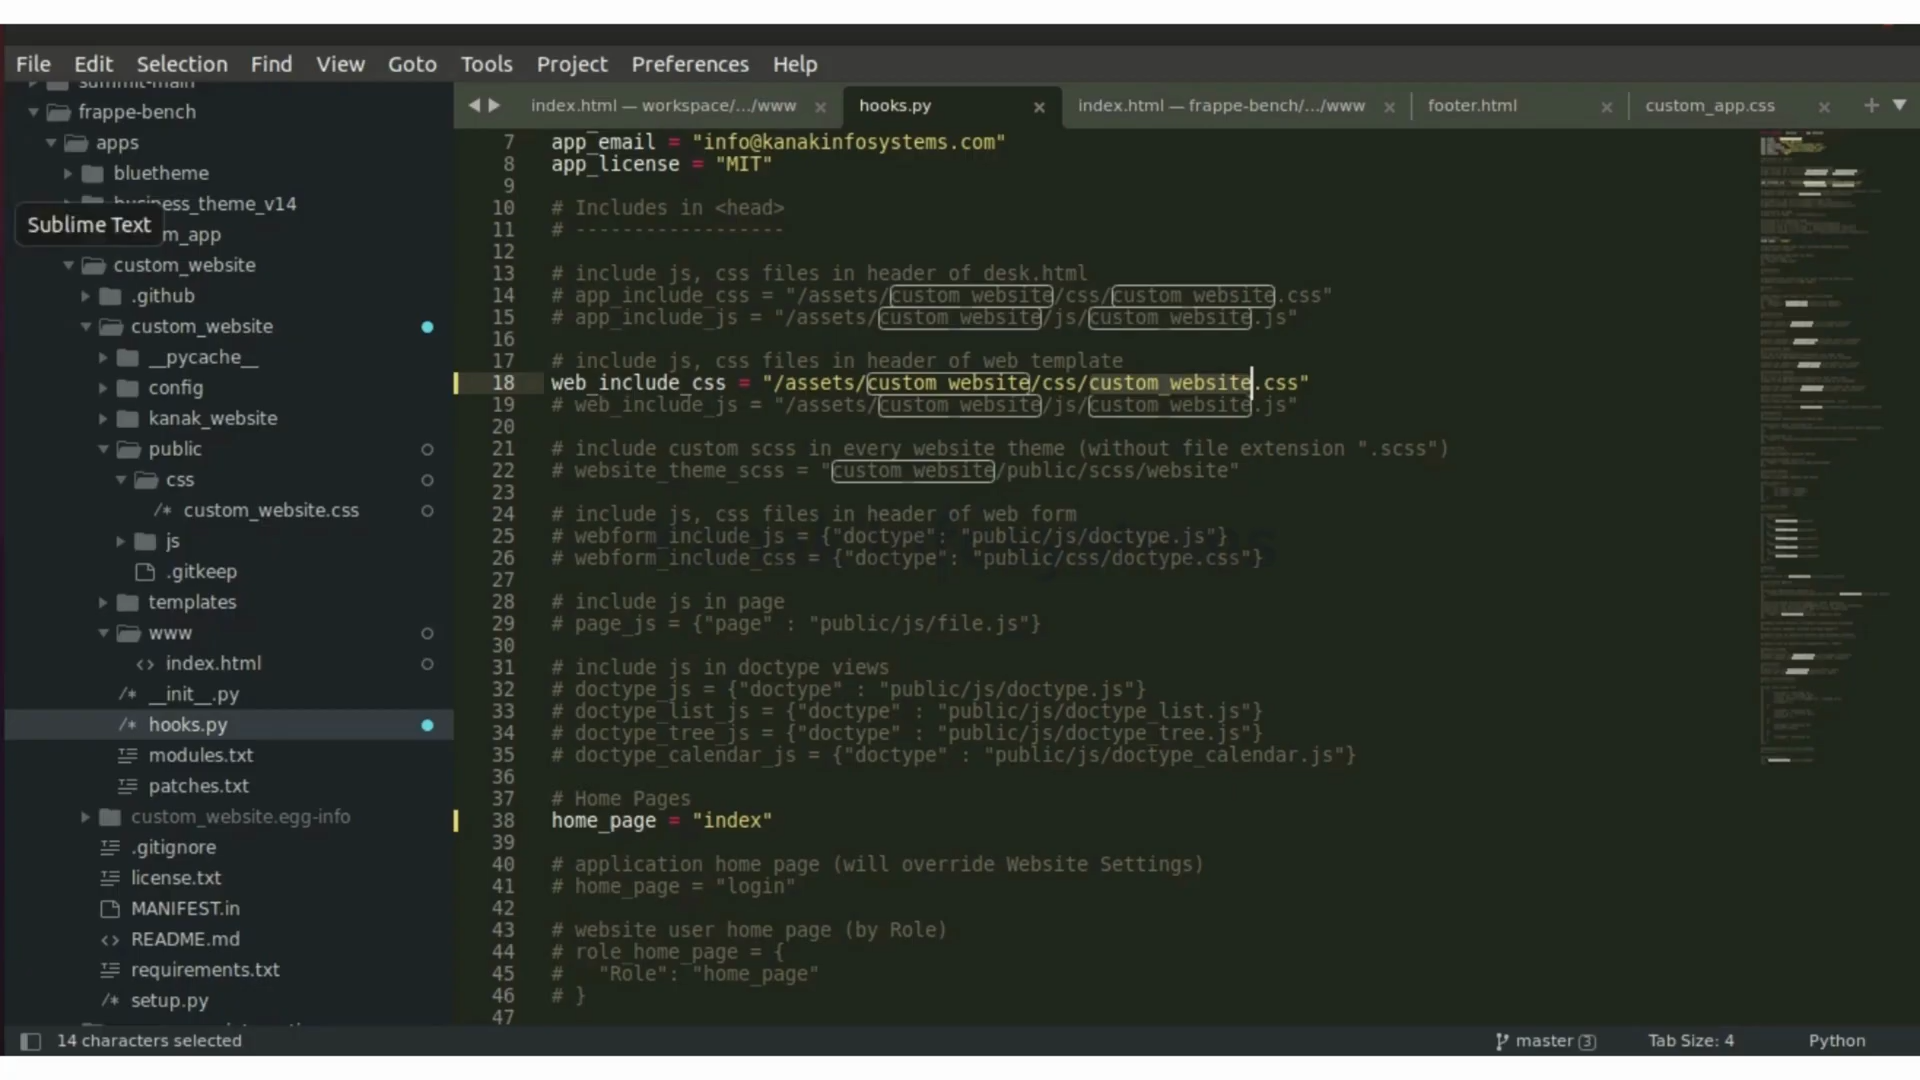 File Edit Selection Find View Goto Tools Project Preferences Help
summit-main
frappe-bench
apps
bluetheme
business_theme_v14
m_app
Sublime Text
custom_website
.github
custom_website
__pycache__
config
kanak_website
public
css
/* custom_website.css
js
.gitkeep
templates
www
<> index.html
/* __init__.py
/* hooks.py
modules.txt
patches.txt
custom_website.egg-info
.gitignore
license.txt
MANIFEST.in
<> README.md
requirements.txt
/* setup.py
index.html — workspace/.../www hooks.py index.html — frappe-bench/.../www footer.html custom_app.css
7 app_email = "info@kanakinfosystems.com"
8 app_license = "MIT"
9
10 # Includes in <head>
11 # ------------------
12
13 # include js, css files in header of desk.html
14 # app_include_css = "/assets/custom_website/css/custom_website.css"
15 # app_include_js = "/assets/custom_website/js/custom_website.js"
16
17 # include js, css files in header of web template
18 web_include_css = "/assets/custom_website/css/custom_website.css"
19 # web_include_js = "/assets/custom_website/js/custom_website.js"
20
21 # include custom scss in every website theme (without file extension ".scss")
22 # website_theme_scss = "custom_website/public/scss/website"
23
24 # include js, css files in header of web form
25 # webform_include_js = {"doctype": "public/js/doctype.js"}
26 # webform_include_css = {"doctype": "public/css/doctype.css"}
27
28 # include js in page
29 # page_js = {"page" : "public/js/file.js"}
30
31 # include js in doctype views
32 # doctype_js = {"doctype" : "public/js/doctype.js"}
33 # doctype_list_js = {"doctype" : "public/js/doctype_list.js"}
34 # doctype_tree_js = {"doctype" : "public/js/doctype_tree.js"}
35 # doctype_calendar_js = {"doctype" : "public/js/doctype_calendar.js"}
36
37 # Home Pages
38 home_page = "index"
39
40 # application home page (will override Website Settings)
41 # home_page = "login"
42
43 # website user home page (by Role)
44 # role_home_page = {
45 #   "Role": "home_page"
46 # }
47
14 characters selected master 3 Tab Size: 4 Python